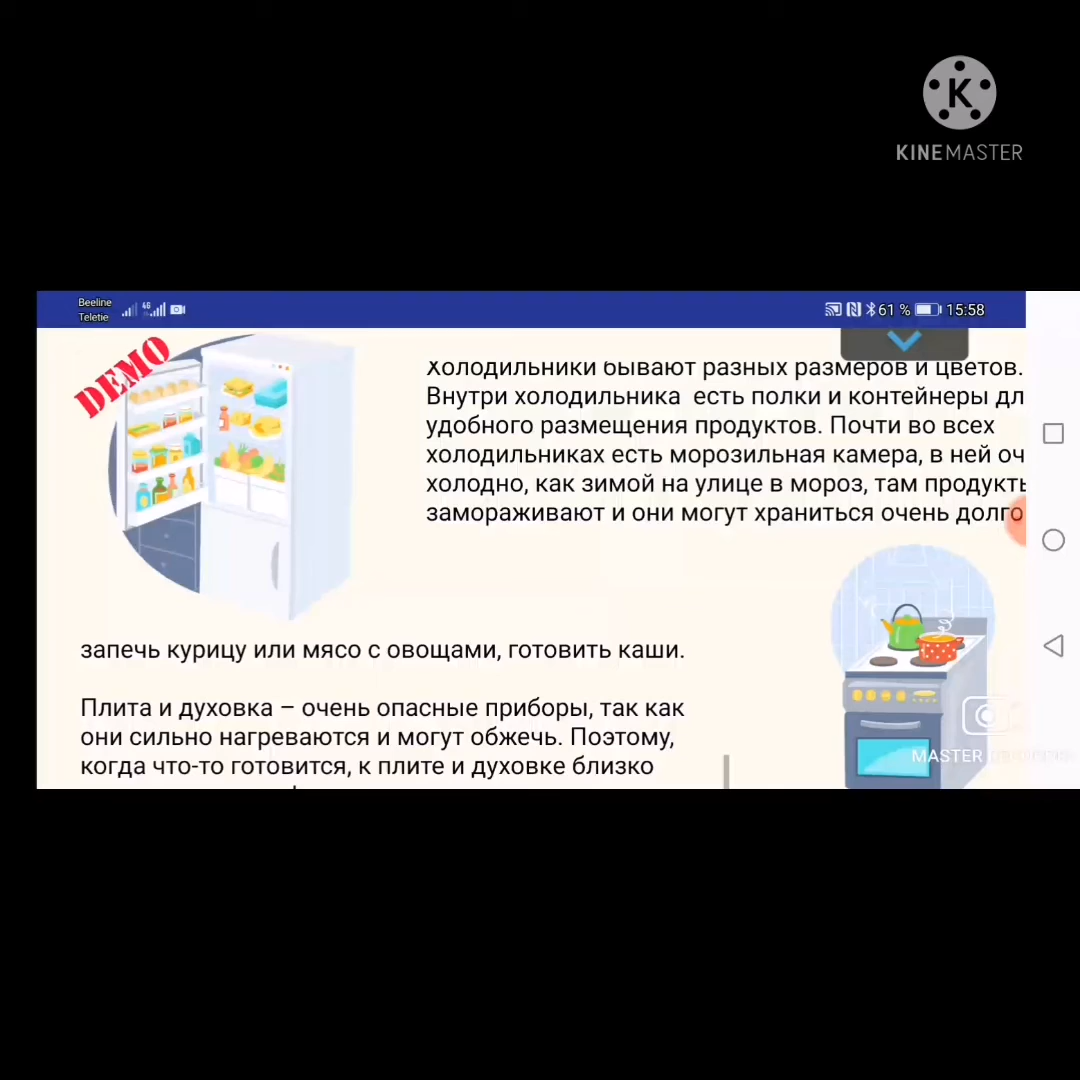 KINEMASTER
Beeline
Teletie
4G
61 %
15:58
DEMO
Холодильники бывают разных размеров и цветов.
Внутри холодильника есть полки и контейнеры дл
удобного размещения продуктов. Почти во всех
холодильниках есть морозильная камера, в ней оч
холодно, как зимой на улице в мороз, там продукты
замораживают и они могут храниться очень долго
запечь курицу или мясо с овощами, готовить каши.
Плита и духовка – очень опасные приборы, так как
они сильно нагреваются и могут обжечь. Поэтому,
когда что-то готовится, к плите и духовке близко
MASTER